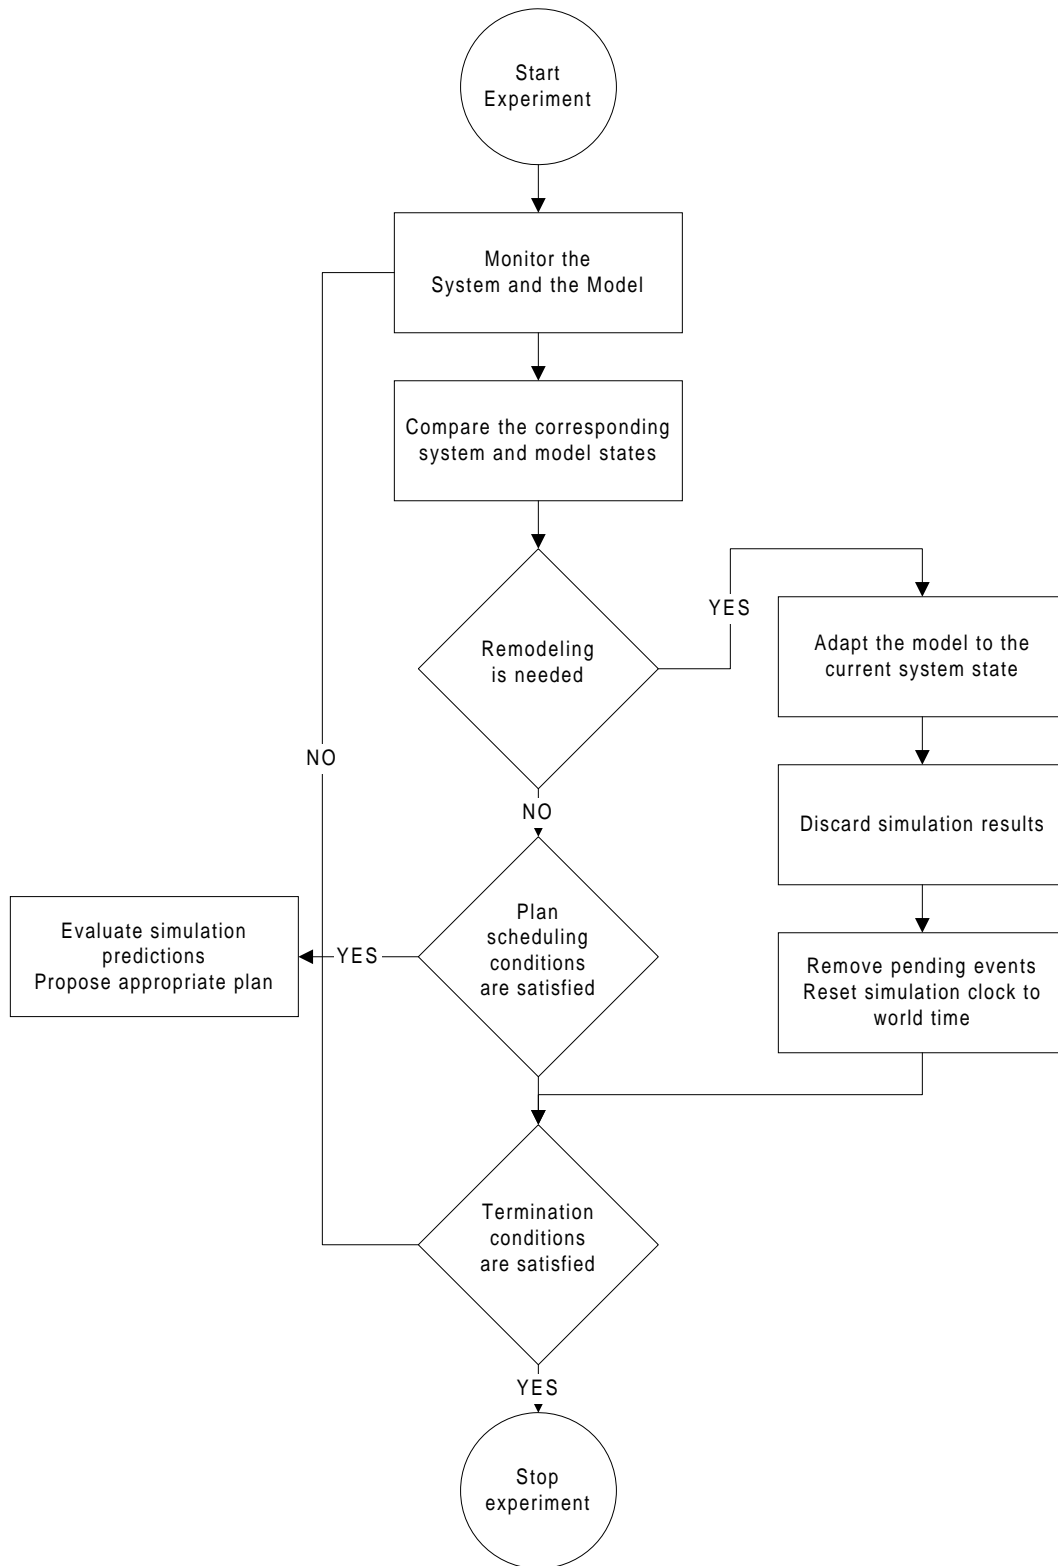 Start
Experiment
Monitor the
System and the Model
Compare the corresponding
system and model states
Remodeling
is needed
YES
Adapt the model to the
current system state
NO
Discard simulation results
NO
Plan
scheduling
conditions
are satisfied
YES
Evaluate simulation
predictions
Propose appropriate plan
Remove pending events
Reset simulation clock to
world time
Termination
conditions
are satisfied
YES
Stop
experiment